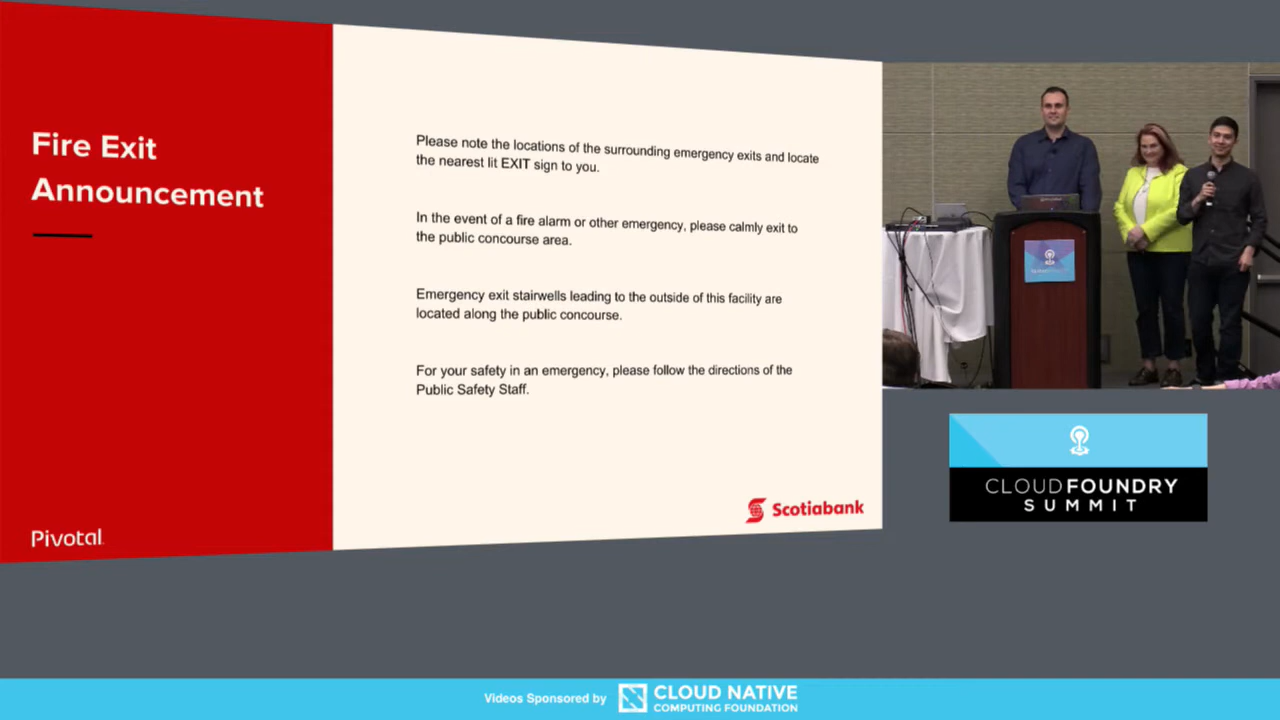 Fire Exit
Announcement
Please note the locations of the surrounding emergency exits and locate
the nearest lit EXIT sign to you.
In the event of a fire alarm or other emergency, please calmly exit to
the public concourse area.
Emergency exit stairwells leading to the outside of this facility are
located along the public concourse.
For your safety in an emergency, please follow the directions of the
Public Safety Staff.
Pivotal
Scotiabank
CLOUDFOUNDRY
SUMMIT
Videos Sponsored by
CLOUD NATIVE
COMPUTING FOUNDATION